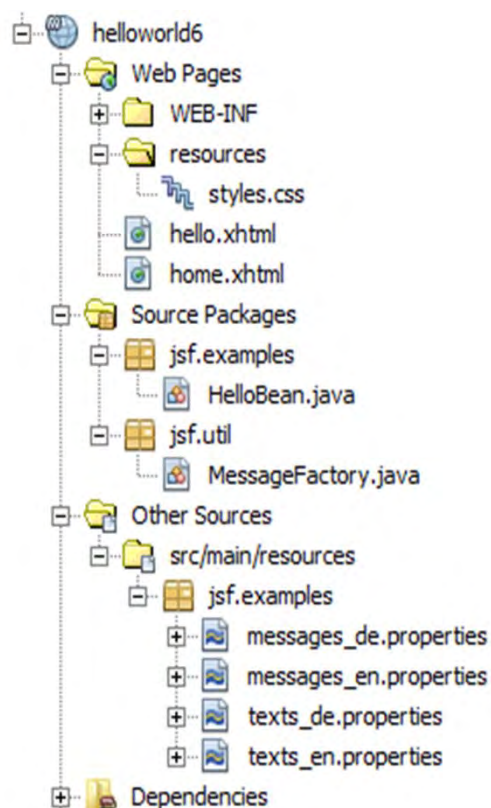 helloworld6
Web Pages
WEB-INF
resources
styles.css
hello.xhtml
home.xhtml
Source Packages
jsf.examples
HelloBean.java
jsf.util
MessageFactory.java
Other Sources
src/main/resources
jsf.examples
messages_de.properties
messages_en.properties
texts_de.properties
texts_en.properties
Dependencies